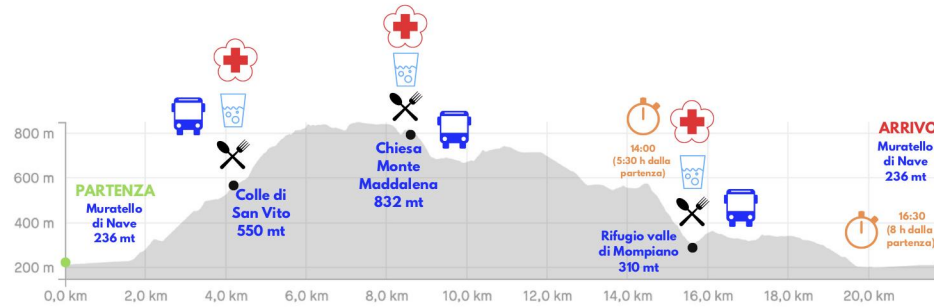 PARTENZA
Muratello
di Nave
236 mt
Colle di
San Vito
550 mt
Chiesa
Monte
Maddalena
832 mt
14:00
(5:30 h dalla
partenza)
Rifugio valle
di Mompiano
310 mt
ARRIVO
Muratello
di Nave
236 mt
16:30
(8 h dalla
partenza)
800 m
600 m
400 m
200 m
0,0 km
2,0 km
4,0 km
6,0 km
8,0 km
10,0 km
12,0 km
14,0 km
16,0 km
18,0 km
20,0 km